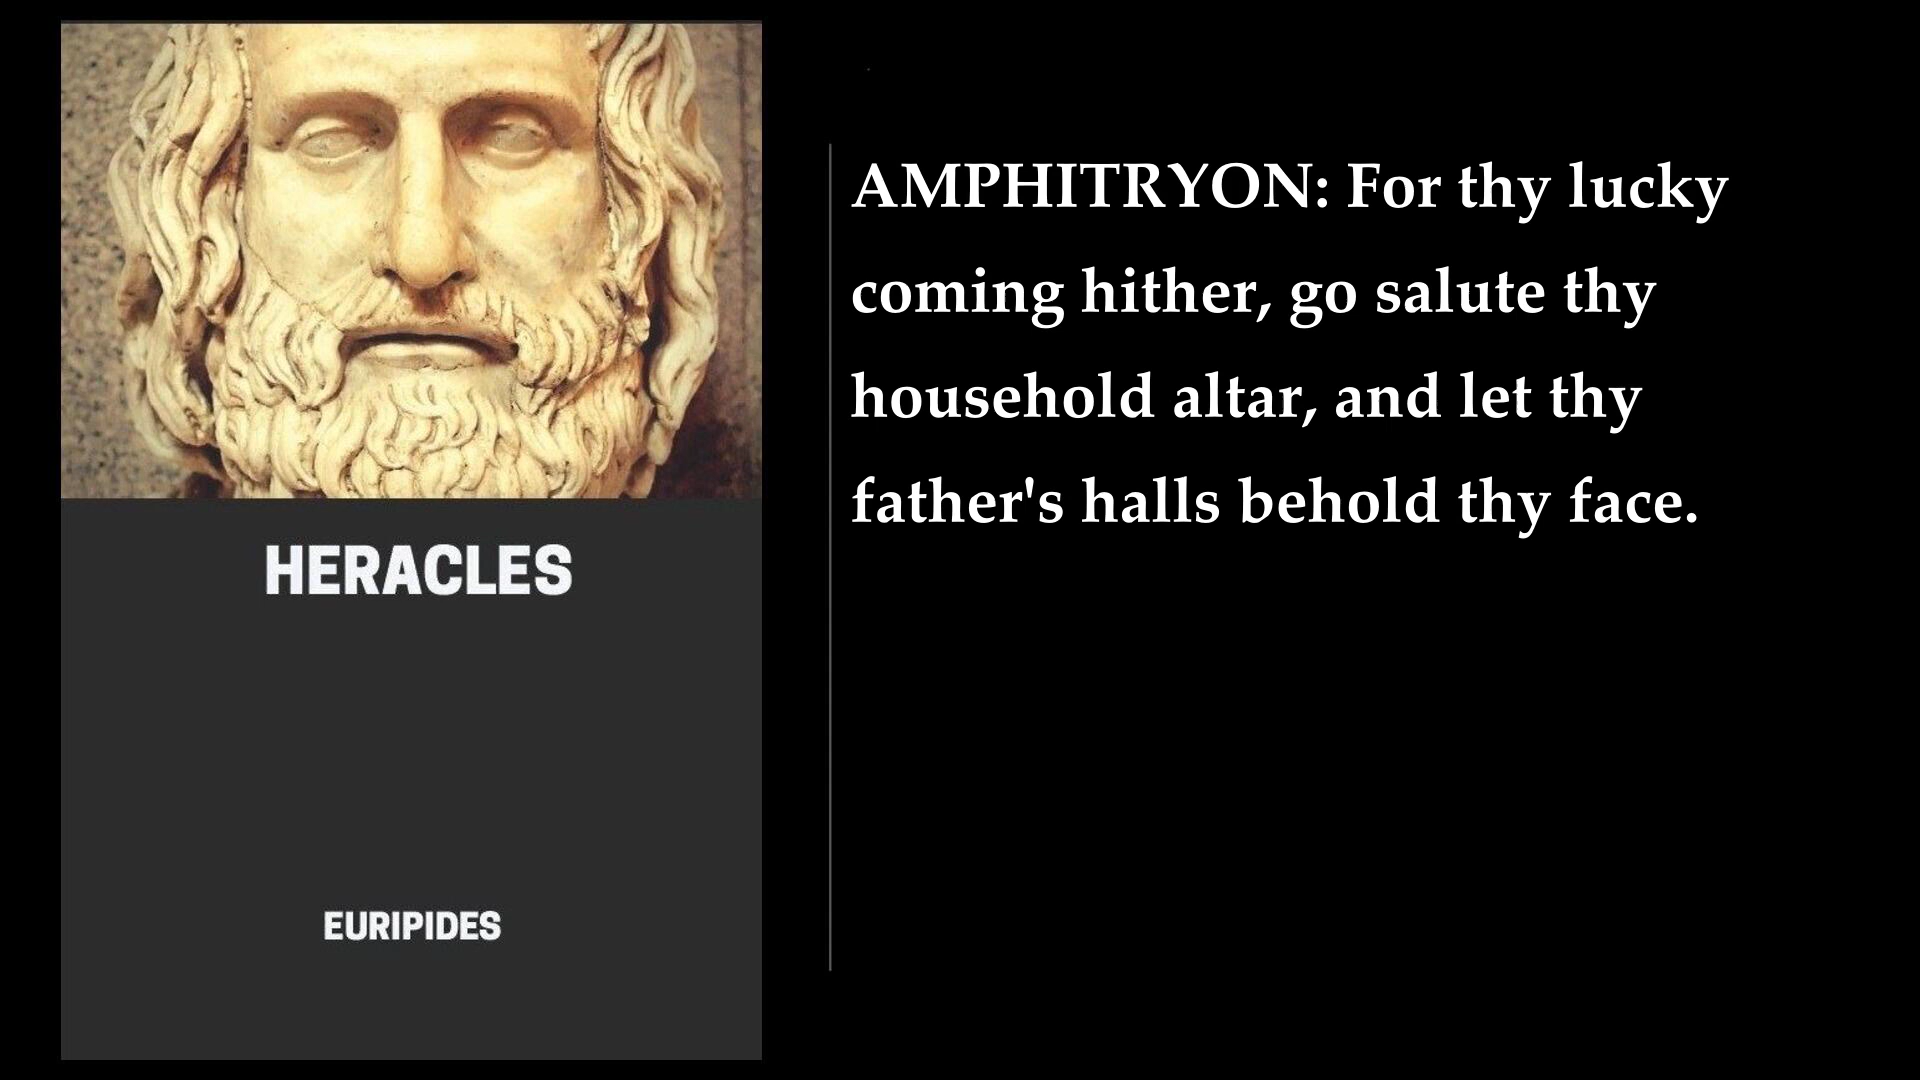 HERACLES
EURIPIDES
AMPHITRYON: For thy lucky
coming hither, go salute thy
household altar, and let thy
father's halls behold thy face.